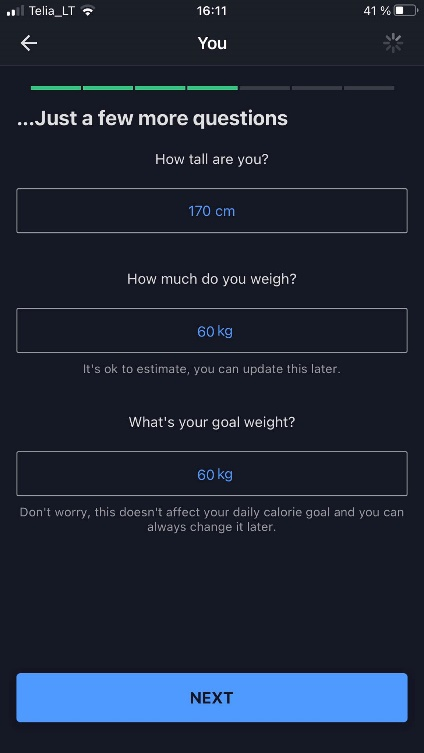 Telia_LT 16:11 41 %
You
...Just a few more questions
How tall are you?
170 cm
How much do you weigh?
60 kg
It's ok to estimate, you can update this later.
What's your goal weight?
60 kg
Don't worry, this doesn't affect your daily calorie goal and you can
always change it later.
NEXT